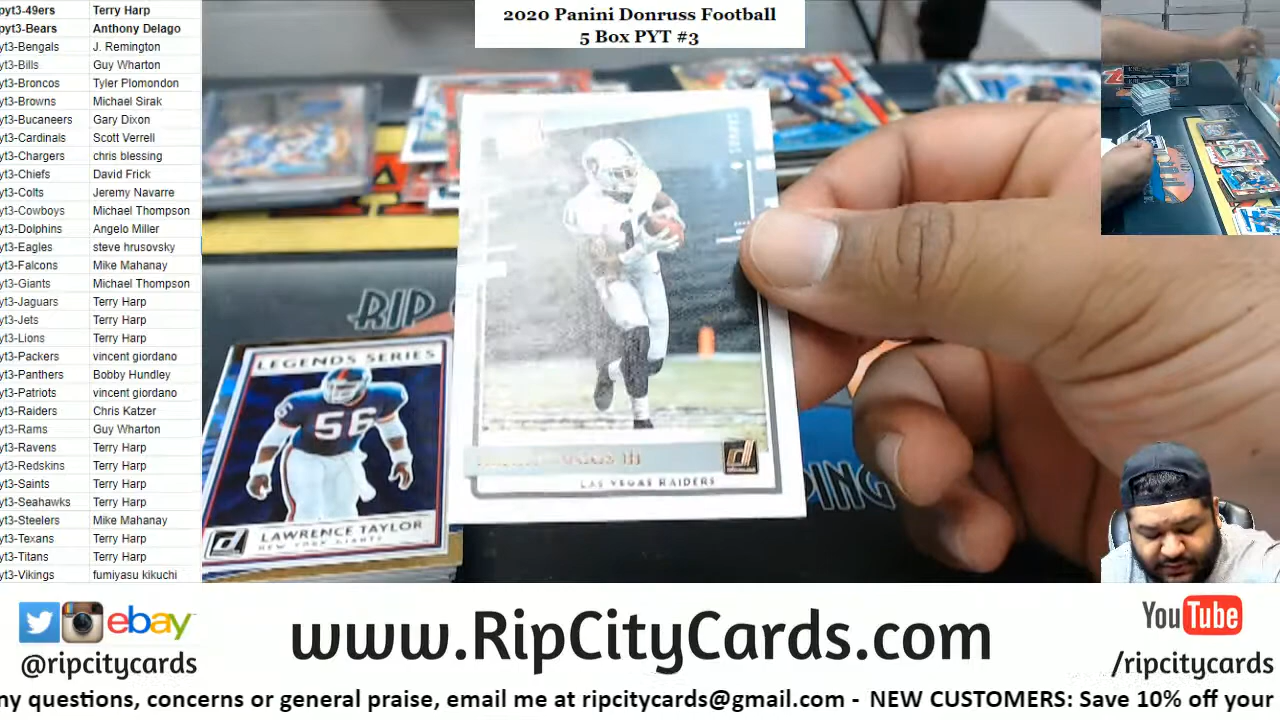 2020 Panini Donruss Football
5 Box PYT #3
pyt3-49ers Terry Harp
pyt3-Bears Anthony Delago
yt3-Bengals J. Remington
yt3-Bills Guy Wharton
yt3-Broncos Tyler Plomondon
yt3-Browns Michael Sirak
yt3-Bucaneers Gary Dixon
yt3-Cardinals Scott Verrell
yt3-Chargers chris blessing
yt3-Chiefs David Frick
yt3-Colts Jeremy Navarre
yt3-Cowboys Michael Thompson
yt3-Dolphins Angelo Miller
yt3-Eagles steve hrusovsky
yt3-Falcons Mike Mahanay
yt3-Giants Michael Thompson
yt3-Jaguars Terry Harp
yt3-Jets Terry Harp
yt3-Lions Terry Harp
yt3-Packers vincent giordano
yt3-Panthers Bobby Hundley
yt3-Patriots vincent giordano
yt3-Raiders Chris Katzer
yt3-Rams Guy Wharton
yt3-Ravens Terry Harp
yt3-Redskins Terry Harp
yt3-Saints Terry Harp
yt3-Seahawks Terry Harp
yt3-Steelers Mike Mahanay
yt3-Texans Terry Harp
yt3-Titans Terry Harp
yt3-Vikings fumiyasu kikuchi
RIP
PING
LEGENDS SERIES
56
LAWRENCE TAYLOR
NEW YORK GIANTS
III
LAS VEGAS RAIDERS
ebay
@ripcitycards
www.RipCityCards.com
YouTube
/ripcitycards
ny questions, concerns or general praise, email me at ripcitycards@gmail.com - NEW CUSTOMERS: Save 10% off your